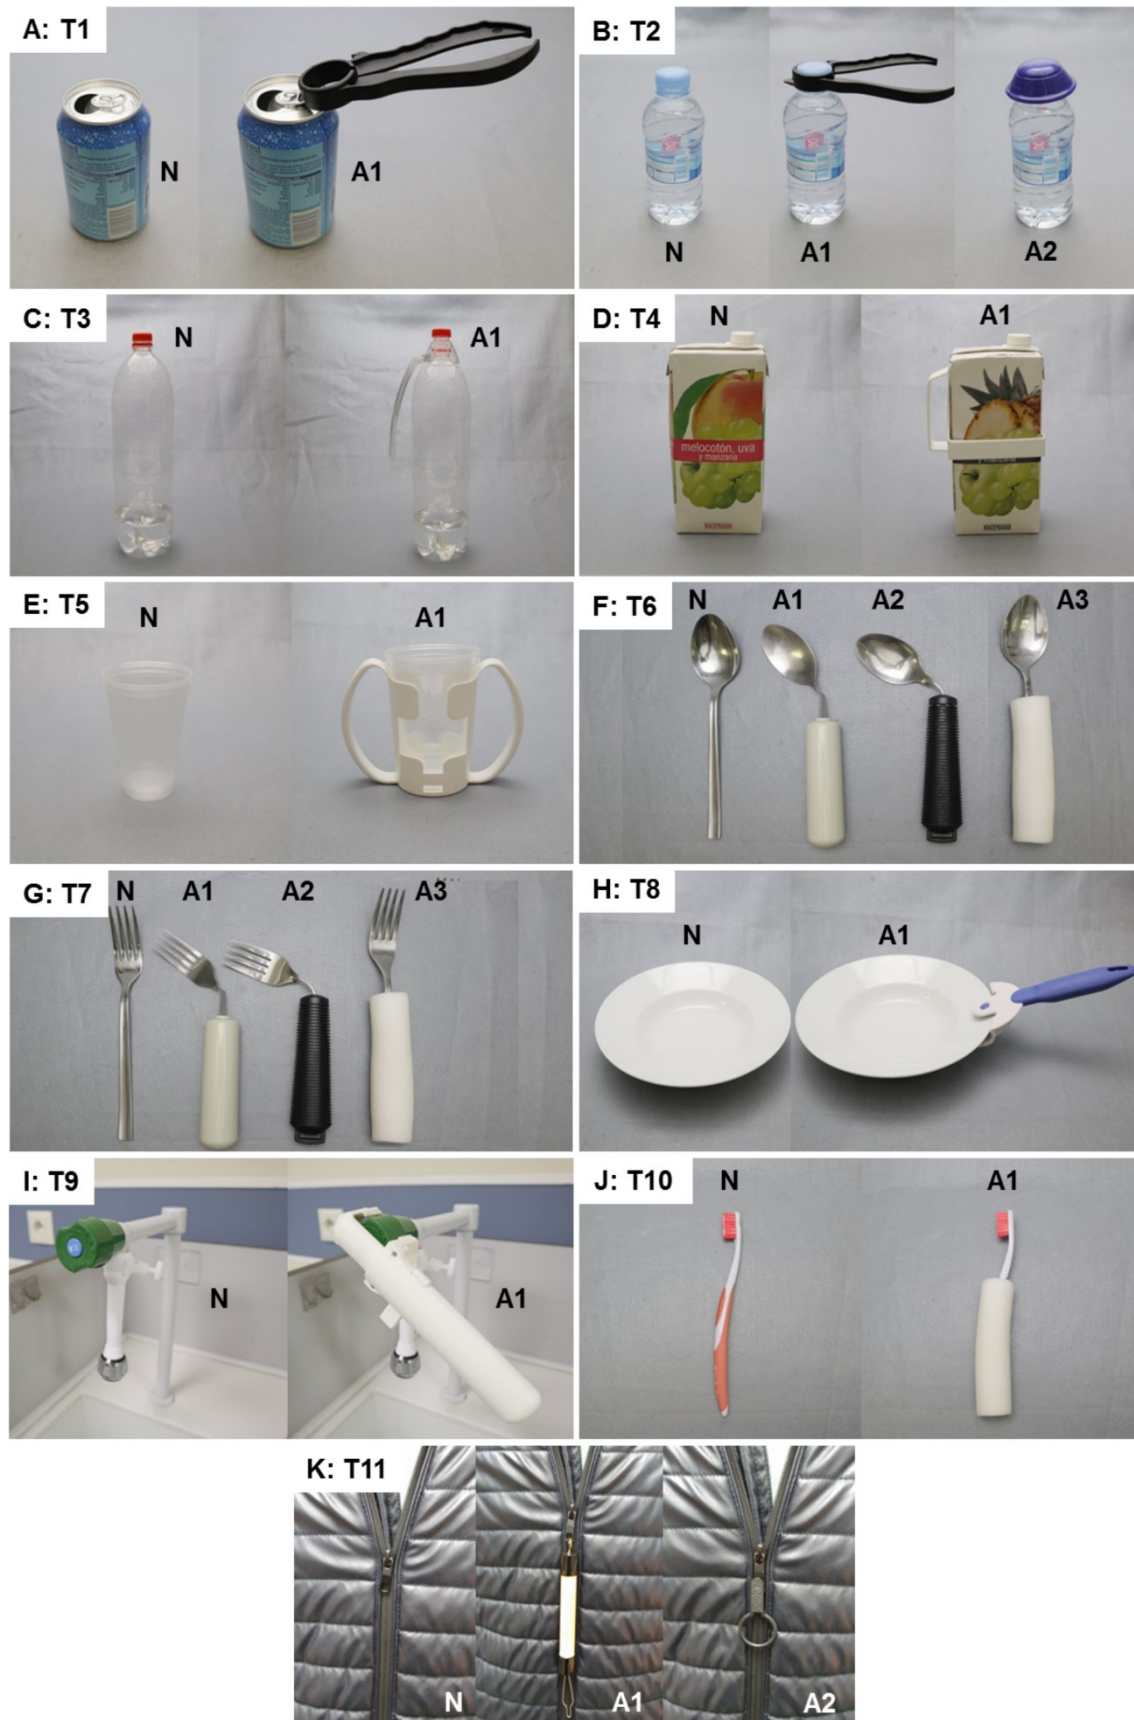 A: T1
N
A1
B: T2
N
A1
A2
C: T3
N
A1
D: T4
N
A1
melocotón, uva
y manzana
E: T5
N
A1
F: T6
N
A1
A2
A3
G: T7
N
A1
A2
A3
H: T8
N
A1
I: T9
N
A1
J: T10
N
A1
K: T11
N
A1
A2